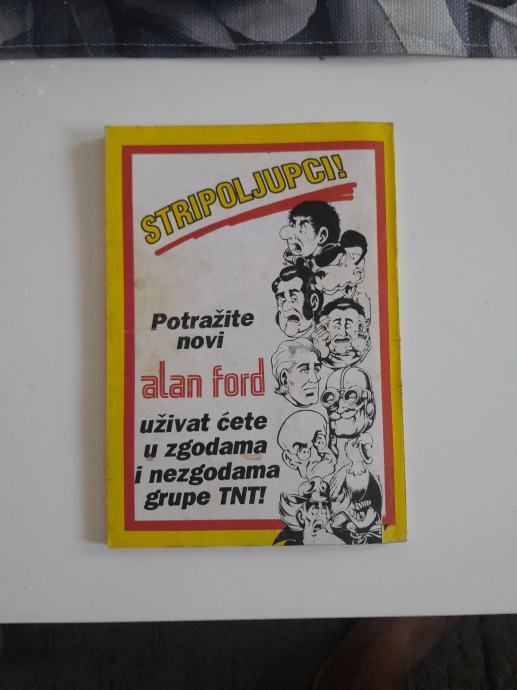 STRIPOLJUPCI!
Potražite
novi
alan ford
uživat ćete
u zgodama
i nezgodama
grupe TNT!